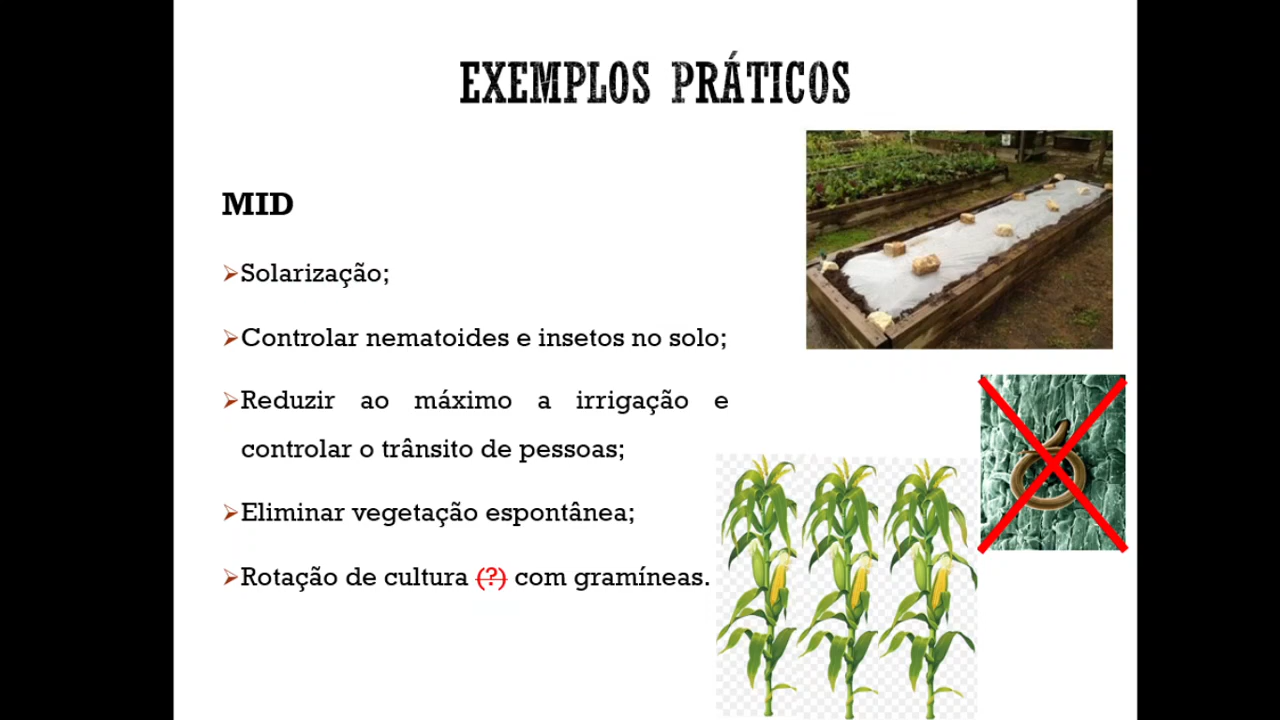 EXEMPLOS PRÁTICOS
MID
➢Solarização;
➢Controlar nematoides e insetos no solo;
➢Reduzir ao máximo a irrigação e
controlar o trânsito de pessoas;
➢Eliminar vegetação espontânea;
➢Rotação de cultura (?) com gramíneas.